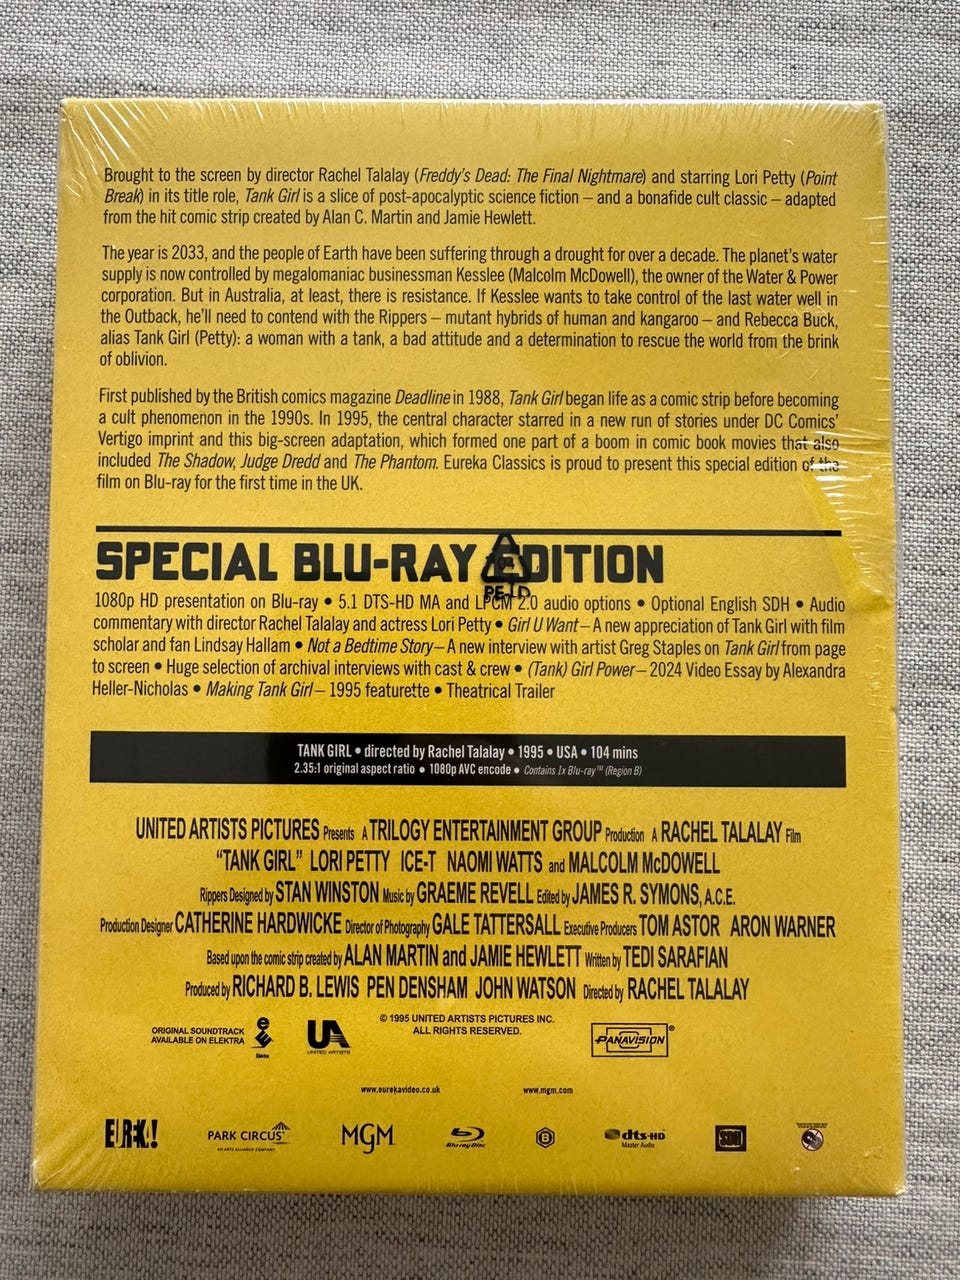 Brought to the screen by director Rachel Talalay (Freddy's Dead: The Final Nightmare) and starring Lori Petty (Point
Break) in its title role, Tank Girl is a slice of post-apocalyptic science fiction – and a bonafide cult classic – adapted
from the hit comic strip created by Alan C. Martin and Jamie Hewlett.
The year is 2033, and the people of Earth have been suffering through a drought for over a decade. The planet's water
supply is now controlled by megalomaniac businessman Kesslee (Malcolm McDowell), the owner of the Water & Power
corporation. But in Australia, at least, there is resistance. If Kesslee wants to take control of the last water well in
the Outback, he'll need to contend with the Rippers – mutant hybrids of human and kangaroo – and Rebecca Buck,
alias Tank Girl (Petty): a woman with a tank, a bad attitude and a determination to rescue the world from the brink
of oblivion.
First published by the British comics magazine Deadline in 1988, Tank Girl began life as a comic strip before becoming
a cult phenomenon in the 1990s. In 1995, the central character starred in a new run of stories under DC Comics'
Vertigo imprint and this big-screen adaptation, which formed one part of a boom in comic book movies that also
included The Shadow, Judge Dredd and The Phantom. Eureka Classics is proud to present this special edition of the
film on Blu-ray for the first time in the UK.
SPECIAL BLU-RAY EDITION
04
PE-LD
1080p HD presentation on Blu-ray • 5.1 DTS-HD MA and LPCM 2.0 audio options • Optional English SDH • Audio
commentary with director Rachel Talalay and actress Lori Petty • Girl U Want – A new appreciation of Tank Girl with film
scholar and fan Lindsay Hallam • Not a Bedtime Story – A new interview with artist Greg Staples on Tank Girl from page
to screen • Huge selection of archival interviews with cast & crew • (Tank) Girl Power – 2024 Video Essay by Alexandra
Heller-Nicholas • Making Tank Girl – 1995 featurette • Theatrical Trailer
TANK GIRL • directed by Rachel Talalay • 1995 • USA • 104 mins
2.35:1 original aspect ratio • 1080p AVC encode • Contains 1x Blu-ray™ (Region B)
UNITED ARTISTS PICTURES Presents A TRILOGY ENTERTAINMENT GROUP Production A RACHEL TALALAY Film
"TANK GIRL" LORI PETTY ICE-T NAOMI WATTS and MALCOLM McDOWELL
Rippers Designed by STAN WINSTON Music by GRAEME REVELL Edited by JAMES R. SYMONS, A.C.E.
Production Designer CATHERINE HARDWICKE Director of Photography GALE TATTERSALL Executive Producers TOM ASTOR ARON WARNER
Based upon the comic strip created by ALAN MARTIN and JAMIE HEWLETT Written by TEDI SARAFIAN
Produced by RICHARD B. LEWIS PEN DENSHAM JOHN WATSON Directed by RACHEL TALALAY
ORIGINAL SOUNDTRACK
AVAILABLE ON ELEKTRA
Elektra
UA
UNITED ARTISTS
© 1995 UNITED ARTISTS PICTURES INC.
ALL RIGHTS RESERVED.
PANAVISION®
www.eurekavideo.co.uk
www.mgm.com
EUREKA!
PARK CIRCUS
AN ARTS ALLIANCE COMPANY
MGM
Blu-ray Disc
B
dts-HD
Master Audio
SDH